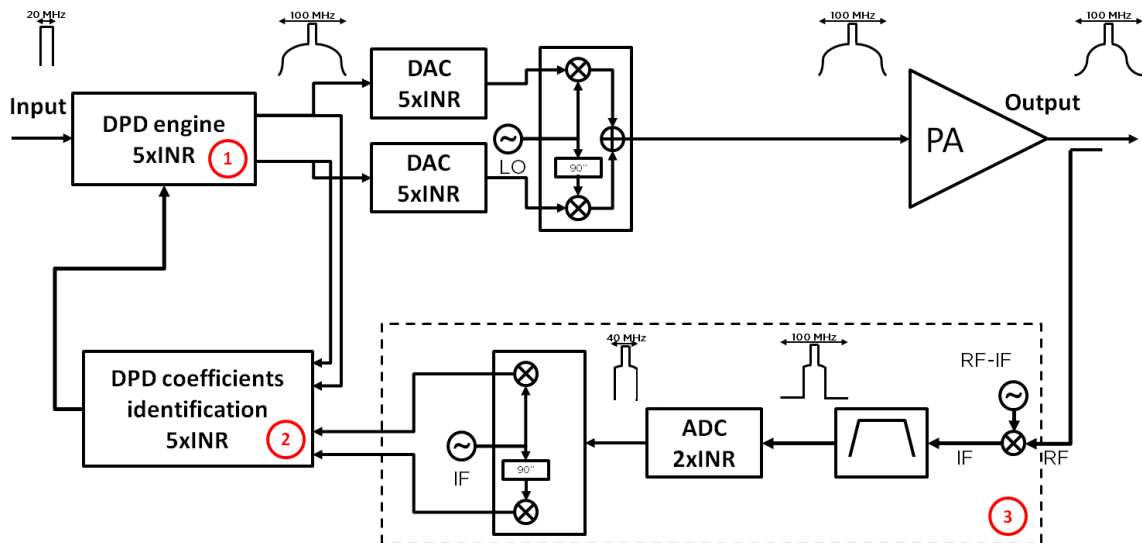 20 MHz
100 MHz
100 MHz
100 MHz
Input
DPD engine
5xINR
1
DAC
5xINR
DAC
5xINR
LO
90°
PA
Output
DPD coefficients
identification
5xINR
2
IF
90°
40 MHz
100 MHz
ADC
2xINR
RF-IF
IF
RF
3